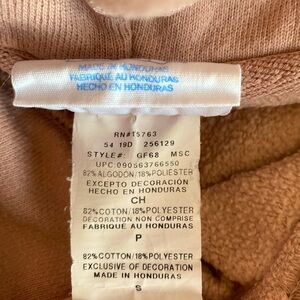 MADE IN HONDURAS
FABRIQUÉ AU HONDURAS
HECHO EN HONDURAS
RN#15763
54 19D 256129
STYLE#: GF68 MSC
UPC:090563766550
82%ALGODÓN/18%POLIESTER
EXCEPTO DECORACIÓN
HECHO EN HONDURAS
CH
82%COTON/18%POLYESTER
DECORATION NON COMPRISE
FABRIQUÉ AU HONDURAS
P
82%COTTON/18%POLYESTER
EXCLUSIVE OF DECORATION
MADE IN HONDURAS
S